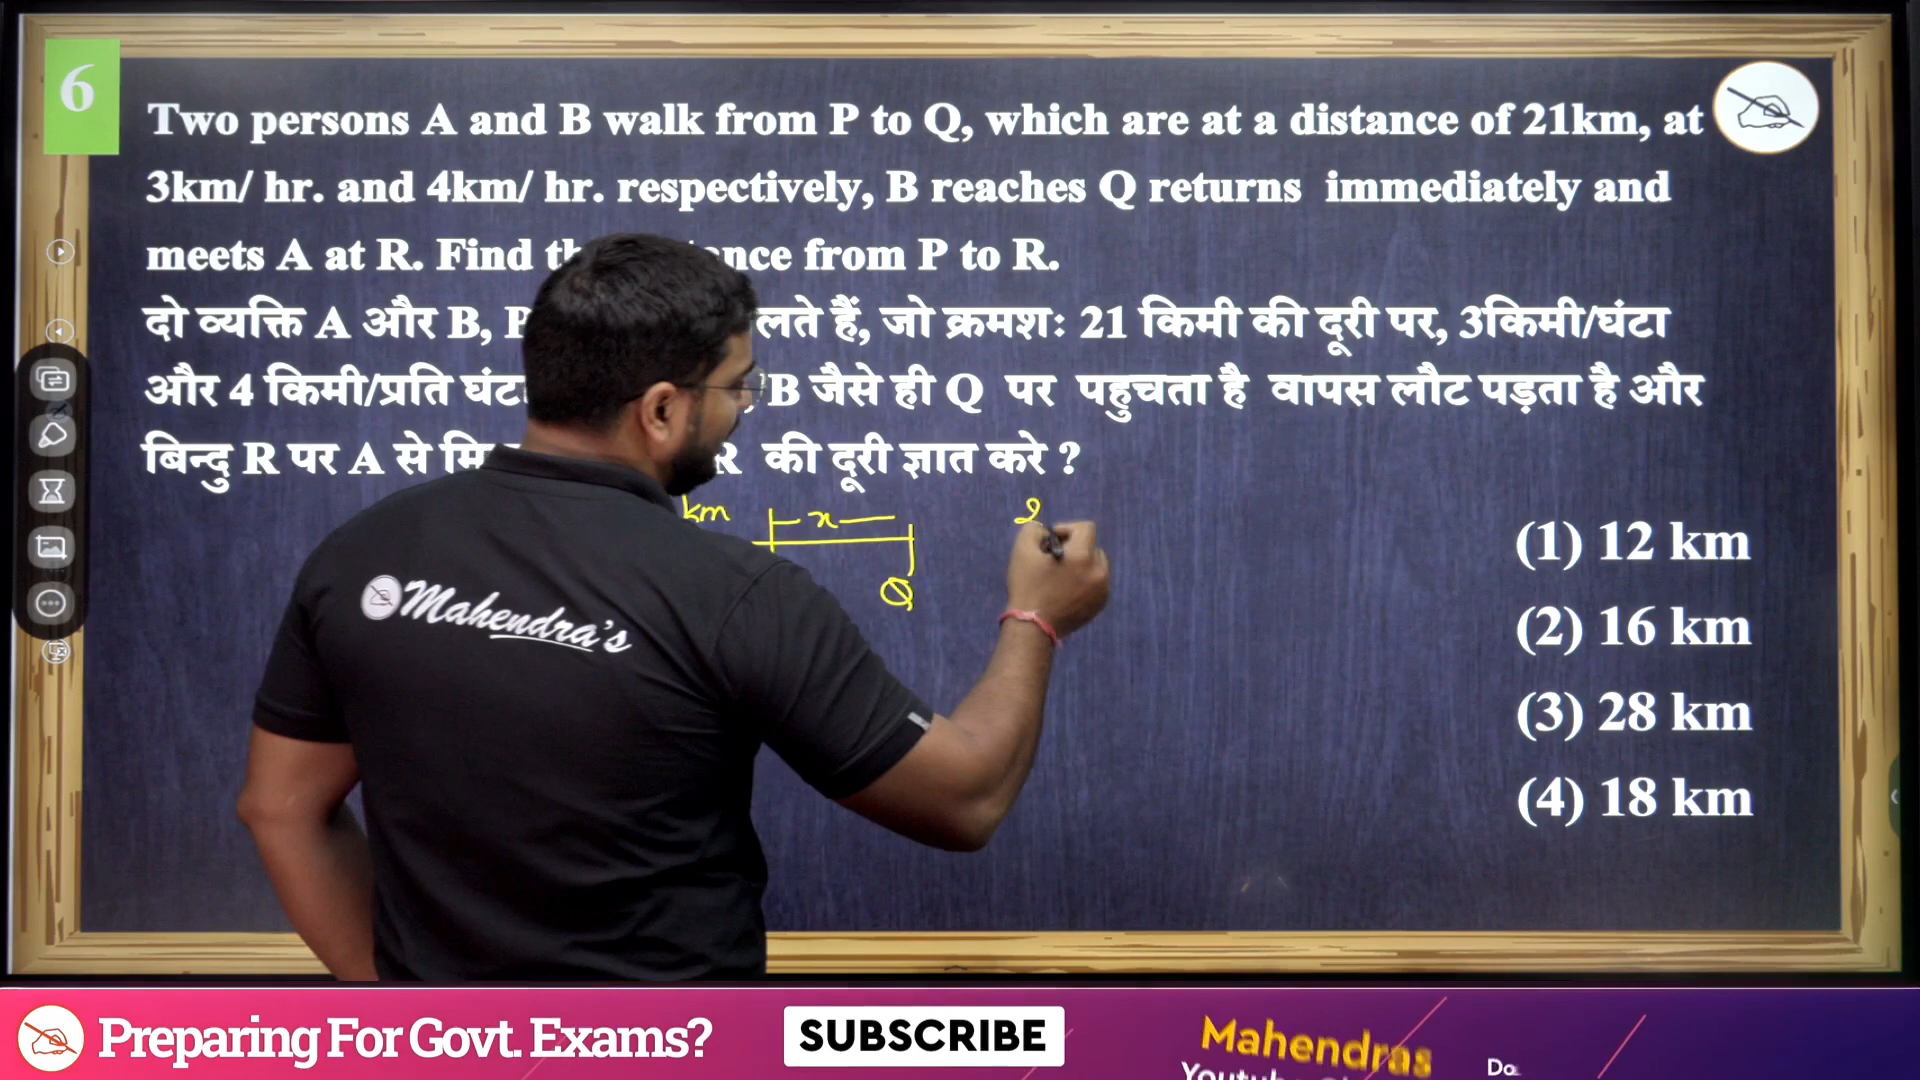 6
Two persons A and B walk from P to Q, which are at a distance of 21km, at
3km/ hr. and 4km/ hr. respectively, B reaches Q returns immediately and
meets A at R. Find ance from P to R.
दो व्यक्ति A और B, P लते हैं, जो क्रमशः 21 किमी की दूरी पर, 3किमी/घंटा
और 4 किमी/प्रति घंटा , B जैसे ही Q पर पहुचता है वापस लौट पड़ता है और
बिन्दु R पर A से R की दूरी ज्ञात करे ?
km x
Q
2
(1) 12 km
(2) 16 km
(3) 28 km
(4) 18 km
Mahendra's
Preparing For Govt. Exams?
SUBSCRIBE
Mahendras